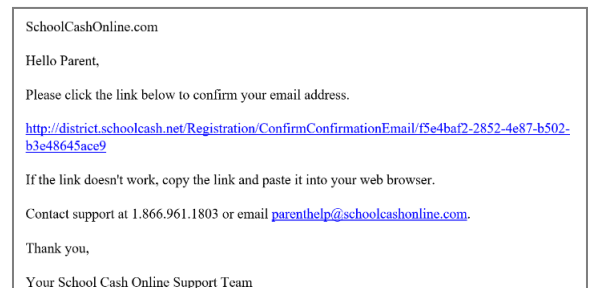 SchoolCashOnline.com
Hello Parent,
Please click the link below to confirm your email address.
http://district.schoolcash.net/Registration/ConfirmConfirmationEmail/f5e4baf2-2852-4e87-b502-
b3e48645ace9
If the link doesn't work, copy the link and paste it into your web browser.
Contact support at 1.866.961.1803 or email parenthelp@schoolcashonline.com.
Thank you,
Your School Cash Online Support Team